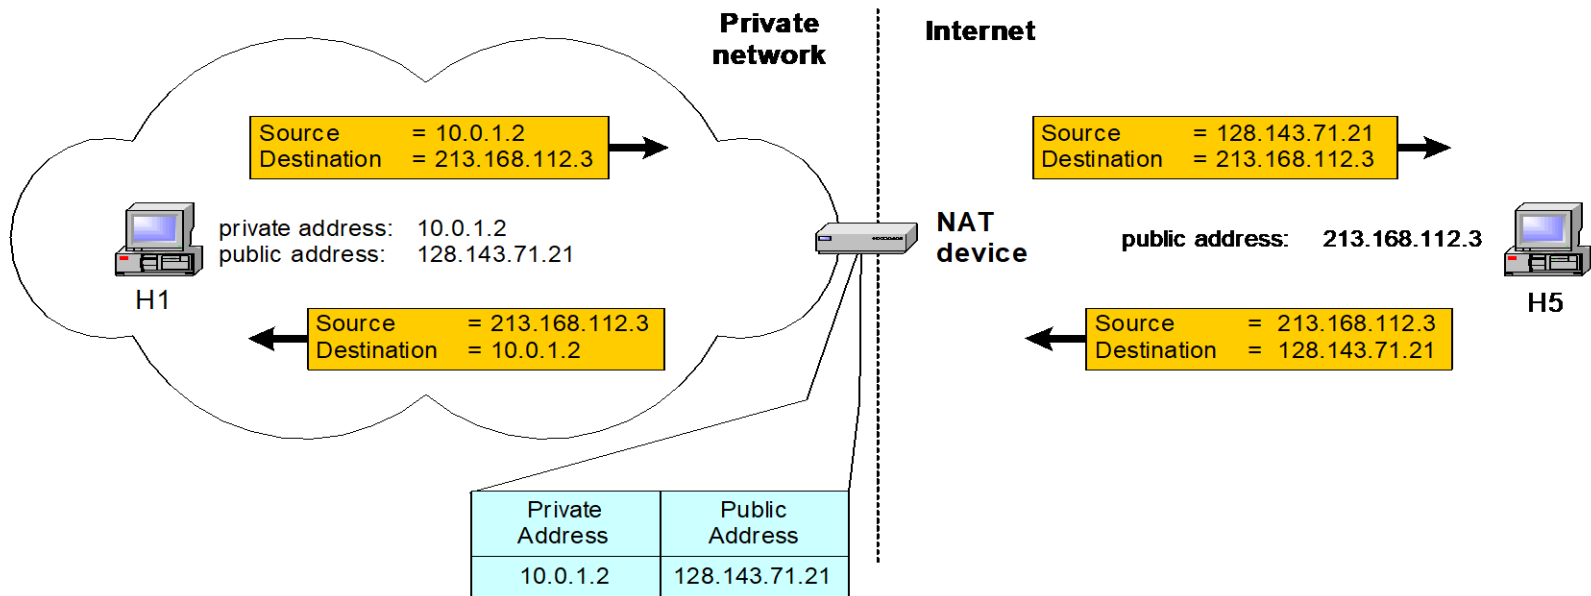 Private
network
Internet
Source = 10.0.1.2
Destination = 213.168.112.3
Source = 128.143.71.21
Destination = 213.168.112.3
private address: 10.0.1.2
public address: 128.143.71.21
H1
NAT
device
public address: 213.168.112.3
H5
Source = 213.168.112.3
Destination = 10.0.1.2
Source = 213.168.112.3
Destination = 128.143.71.21
Private
Address
Public
Address
10.0.1.2
128.143.71.21